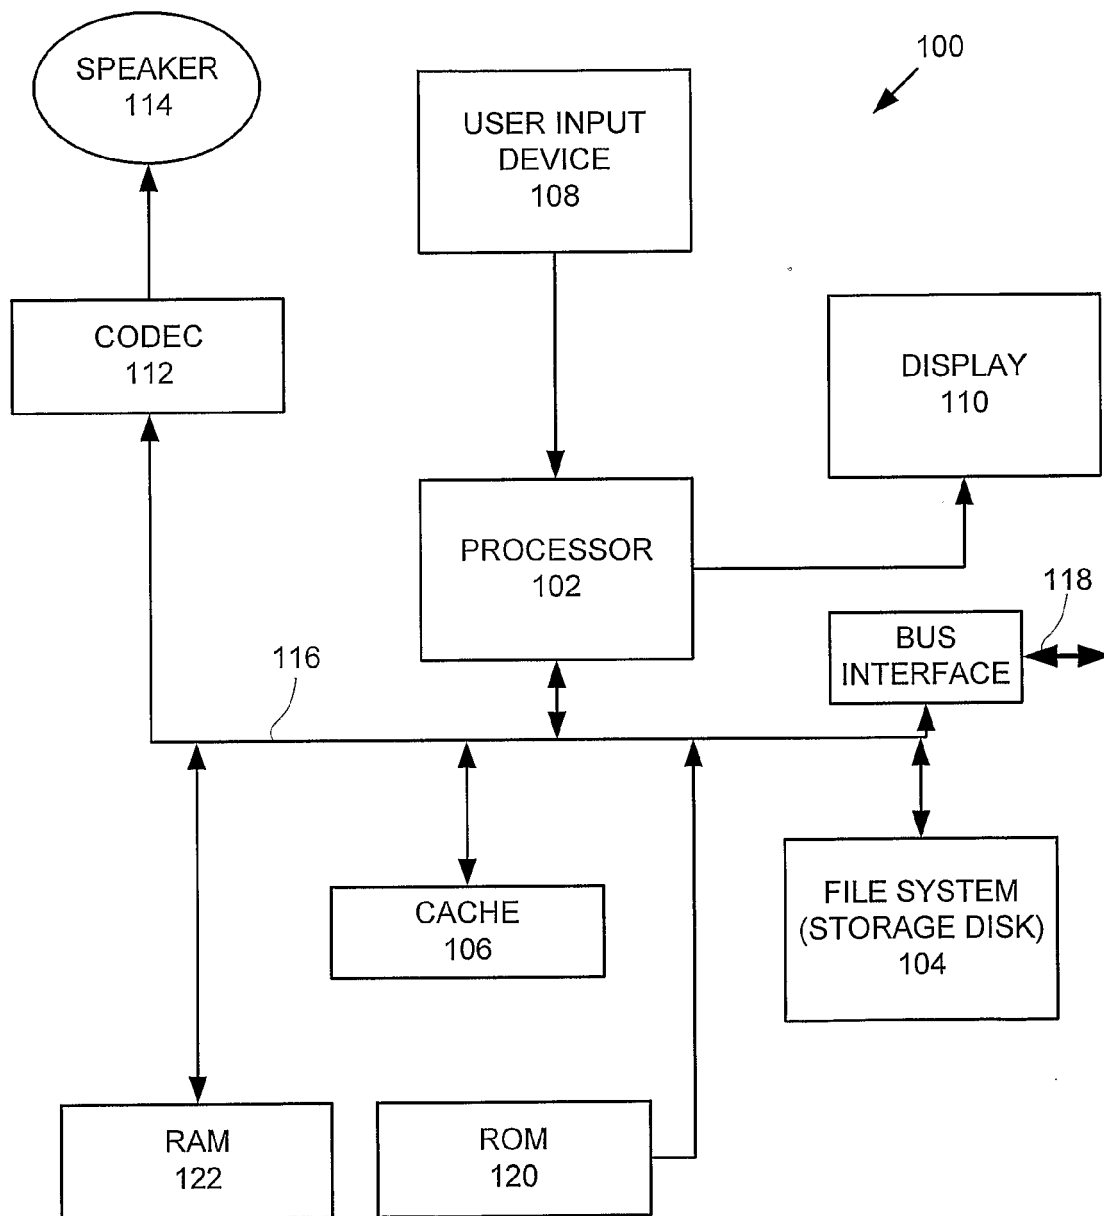 100
SPEAKER
114
USER INPUT
DEVICE
108
CODEC
112
DISPLAY
110
PROCESSOR
102
118
BUS
INTERFACE
116
CACHE
106
FILE SYSTEM
(STORAGE DISK)
104
RAM
122
ROM
120